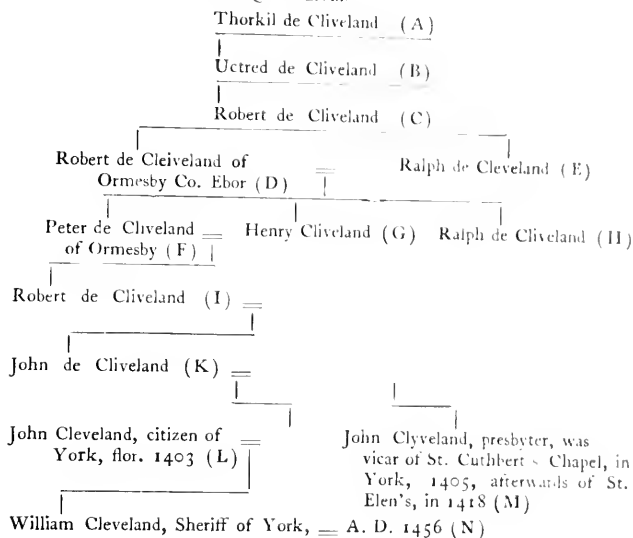 Thorkil de Cliveland (A)
Uctred de Cliveland (B)
Robert de Cliveland (C)
Robert de Cleiveland of
Ormesby Co. Ebor (D)
Ralph de Cleveland (E)
Peter de Cliveland
of Ormesby (F)
Henry Cliveland (G)
Ralph de Cliveland (H)
Robert de Cliveland (I)
John de Cliveland (K)
John Cleveland, citizen of
York, flor. 1403 (L)
John Clyveland, presbyter, was
vicar of St. Cuthbert's Chapel, in
York, 1405, afterwards of St.
Elen's, in 1418 (M)
William Cleveland, Sheriff of York, = A. D. 1456 (N)